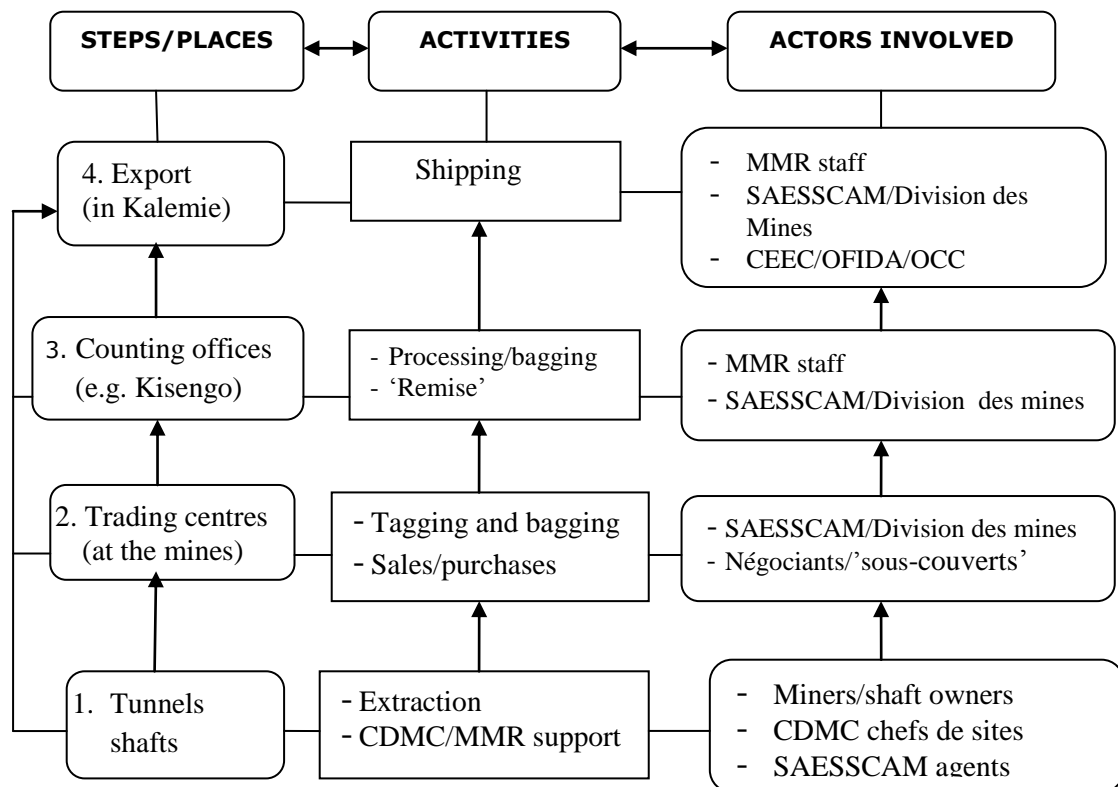 STEPS/PLACES
ACTIVITIES
ACTORS INVOLVED
4. Export
(in Kalemie)
Shipping
- MMR staff
- SAESSCAM/Division des
Mines
- CEEC/OFIDA/OCC
3. Counting offices
(e.g. Kisengo)
- Processing/bagging
- ‘Remise’
- MMR staff
- SAESSCAM/Division des mines
2. Trading centres
(at the mines)
- Tagging and bagging
- Sales/purchases
- SAESSCAM/Division des mines
- Négociants/’sous-couverts’
1. Tunnels
shafts
- Extraction
- CDMC/MMR support
- Miners/shaft owners
- CDMC chefs de sites
- SAESSCAM agents